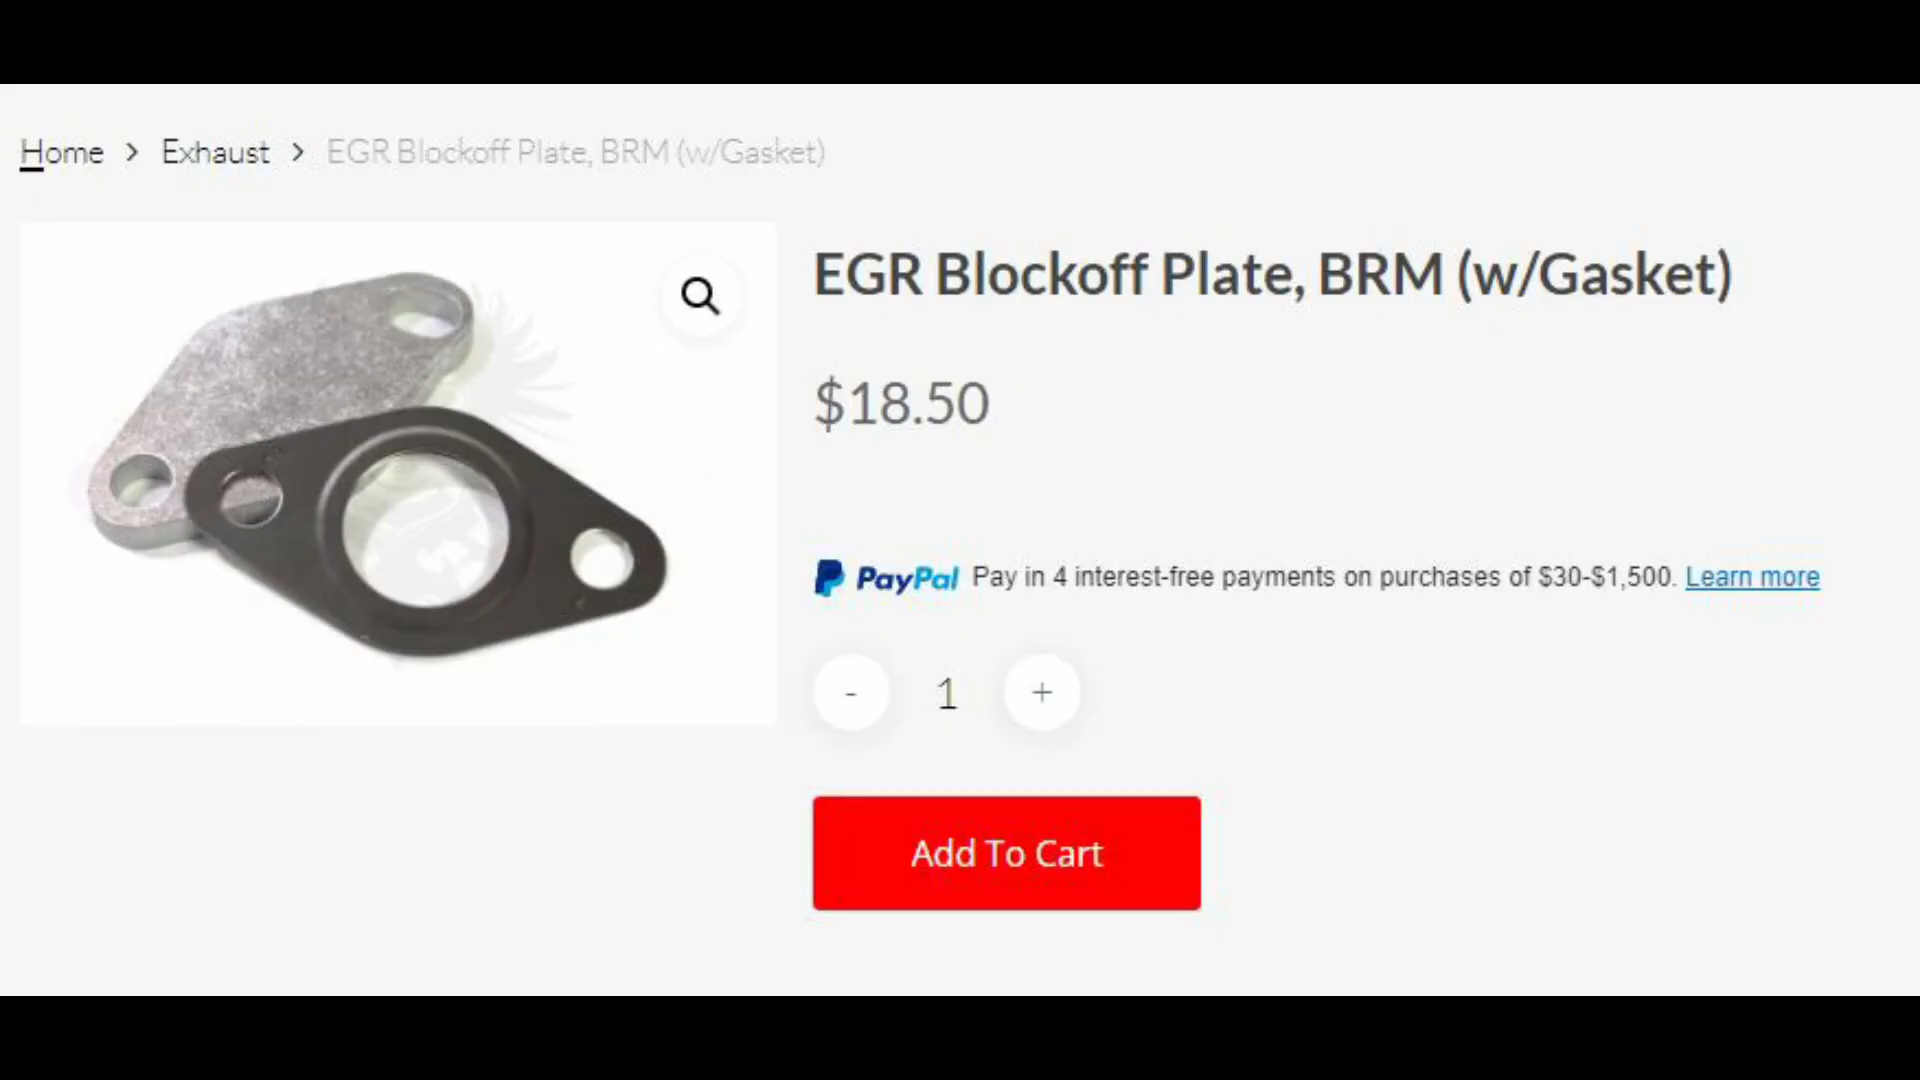 Home > Exhaust > EGR Blockoff Plate, BRM (w/Gasket)
EGR Blockoff Plate, BRM (w/Gasket)
$18.50
PayPal Pay in 4 interest-free payments on purchases of $30-$1,500. Learn more
- 1 +
Add To Cart